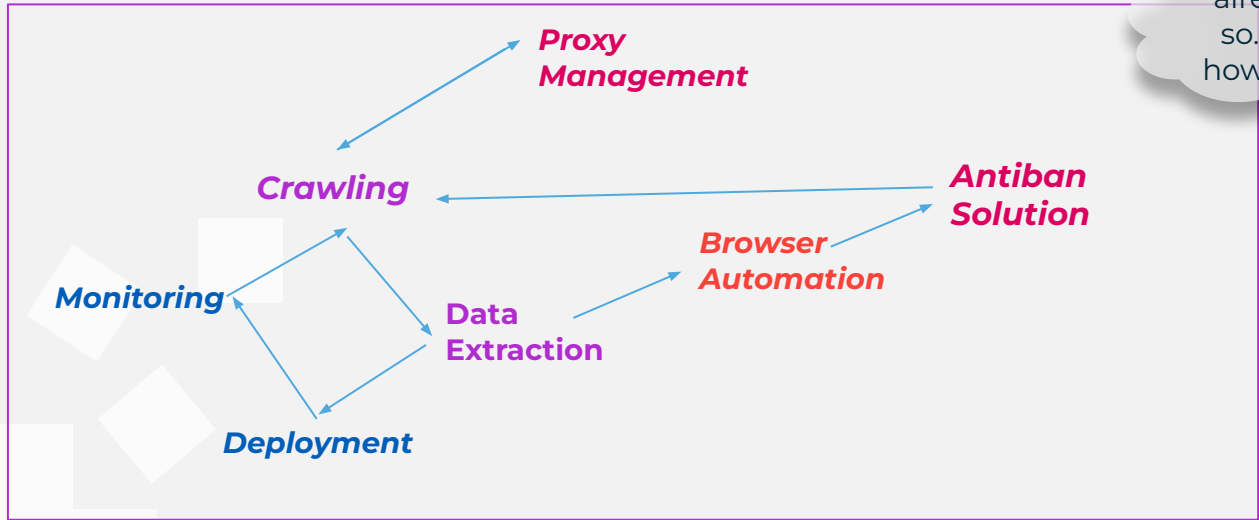 so.
how
Proxy
Management
Crawling
Antiban
Solution
Browser
Automation
Monitoring
Data
Extraction
Deployment